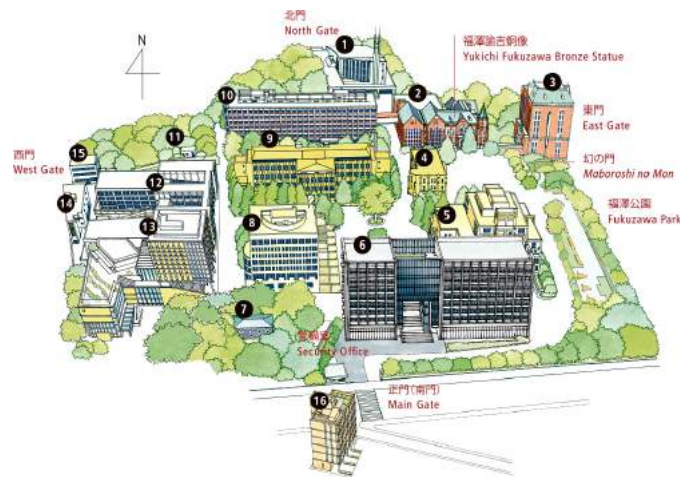 北門
North Gate
N
1
福澤諭吉銅像
Yukichi Fukuzawa Bronze Statue
2
3
10
東門
East Gate
11
9
4
幻の門
Maboroshi no Mon
西門
West Gate
15
12
14
13
8
5
6
福澤公園
Fukuzawa Park
7
Security Office
正門(南門)
Main Gate
16